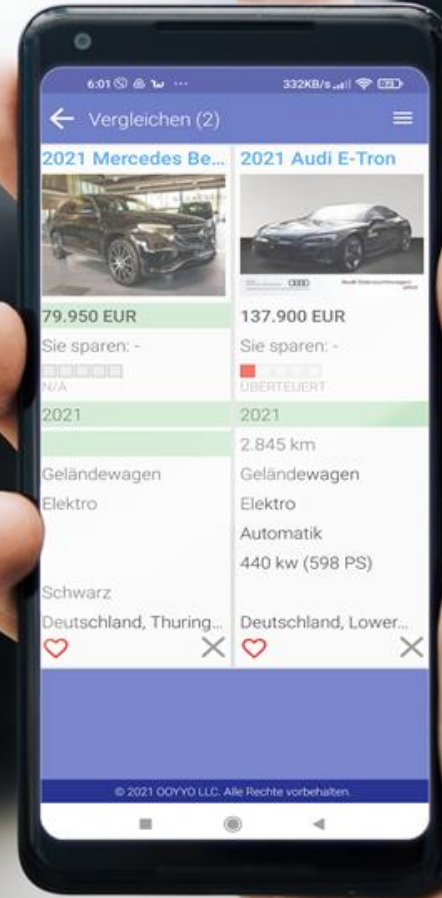 6:01
332KB/s
Vergleichen (2)
2021 Mercedes Be...
2021 Audi E-Tron
79.950 EUR
137.900 EUR
Sie sparen: -
Sie sparen: -
N/A
ÜBERTEUERT
2021
2021
2.845 km
Geländewagen
Geländewagen
Elektro
Elektro
Automatik
440 kw (598 PS)
Schwarz
Deutschland, Thuring...
Deutschland, Lower...
© 2021 OOYYO LLC. Alle Rechte vorbehalten.